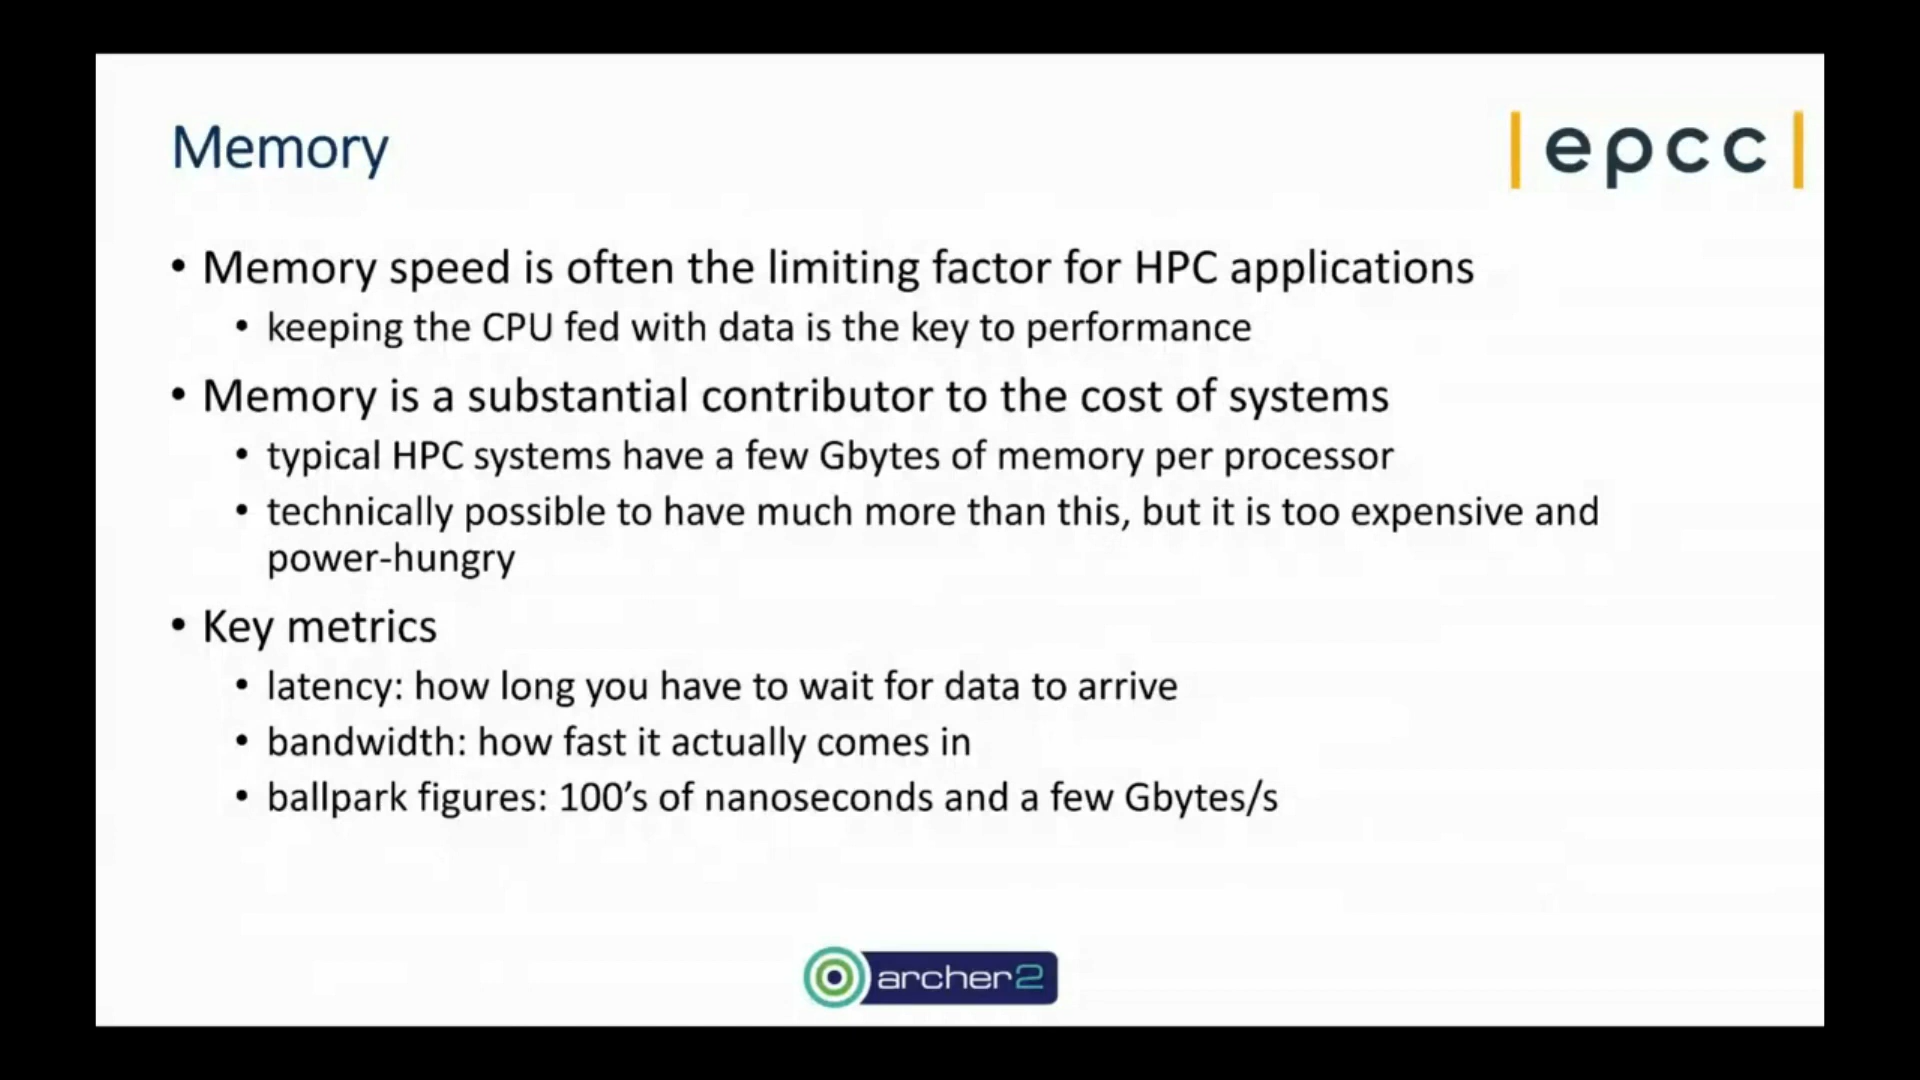 Memory
|epcc|
• Memory speed is often the limiting factor for HPC applications
• keeping the CPU fed with data is the key to performance
• Memory is a substantial contributor to the cost of systems
• typical HPC systems have a few Gbytes of memory per processor
• technically possible to have much more than this, but it is too expensive and
power-hungry
• Key metrics
• latency: how long you have to wait for data to arrive
• bandwidth: how fast it actually comes in
• ballpark figures: 100’s of nanoseconds and a few Gbytes/s
archer2